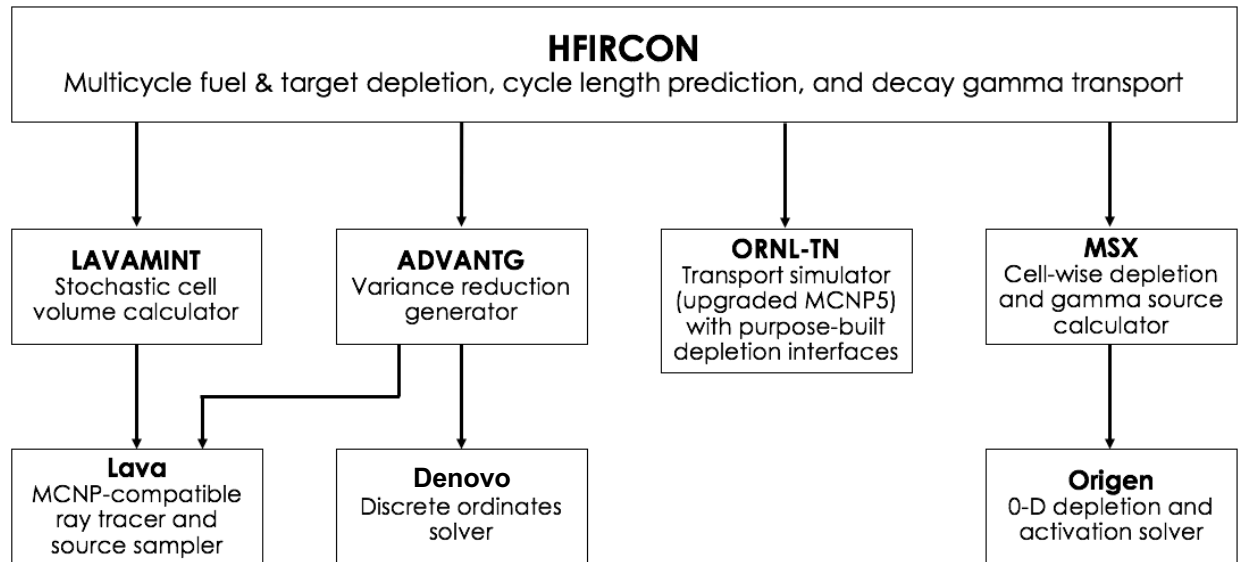 HFIRCON
Multicycle fuel & target depletion, cycle length prediction, and decay gamma transport
LAVAMINT
Stochastic cell
volume calculator
ADVANTG
Variance reduction
generator
ORNL-TN
Transport simulator
(upgraded MCNP5)
with purpose-built
depletion interfaces
MSX
Cell-wise depletion
and gamma source
calculator
Lava
MCNP-compatible
ray tracer and
source sampler
Denovo
Discrete ordinates
solver
Origen
0-D depletion and
activation solver